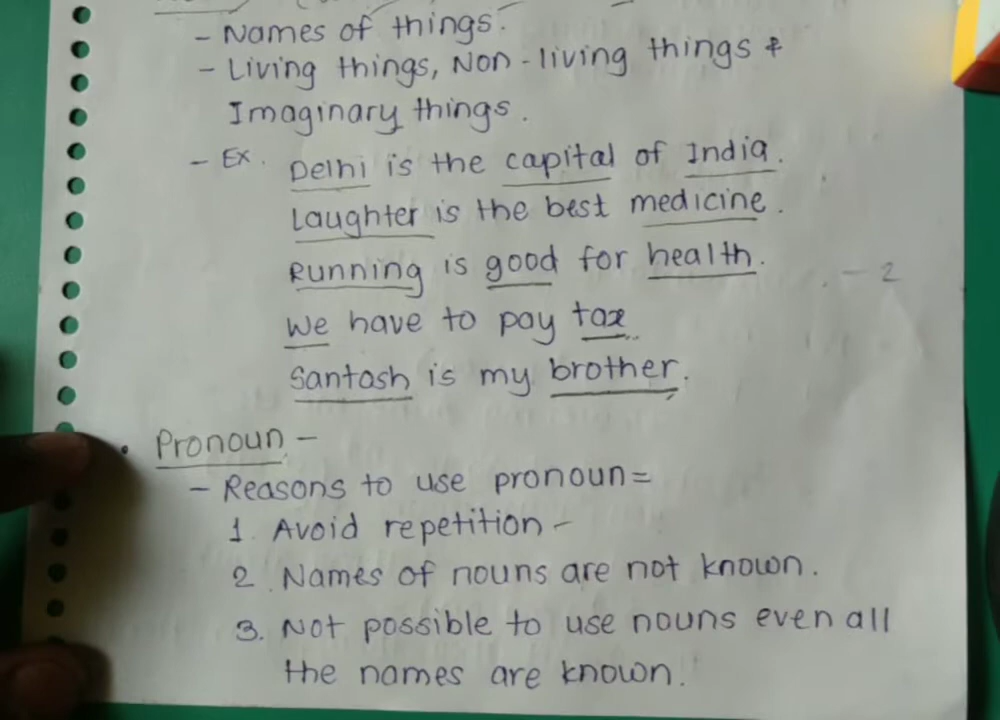 - Names of things.
- Living things, Non-living things &
Imaginary things.
- Ex. Delhi is the capital of India.
Laughter is the best medicine.
Running is good for health.
- 2
We have to pay tax
Santosh is my brother.
• Pronoun -
- Reasons to use pronoun =
1. Avoid repetition -
2. Names of nouns are not known.
3. Not possible to use nouns even all
the names are known.